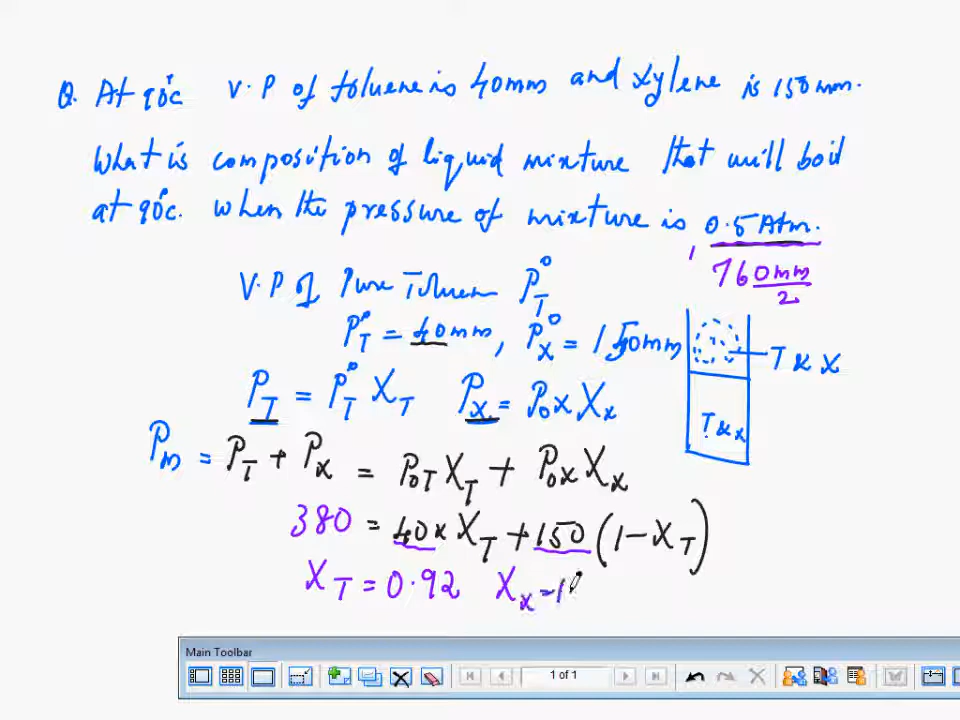 Q. At 90°C V.P of toluene is 40mm and xylene is 150mm.
What is composition of liquid mixture that will boil
at 90°C. when the pressure of mixture is 0.5 Atm.
760mm
2
V.P of Pure Toluene P°T
P°T = 40mm, P°X = 150mm
T & X
PT = P°T XT PX = P0X Xx
T & x
Pm = PT + PX = P0T XT + P0X Xx
380 = 40x XT + 150 (1-XT)
XT = 0.92 Xx = 1
Main Toolbar
1 of 1